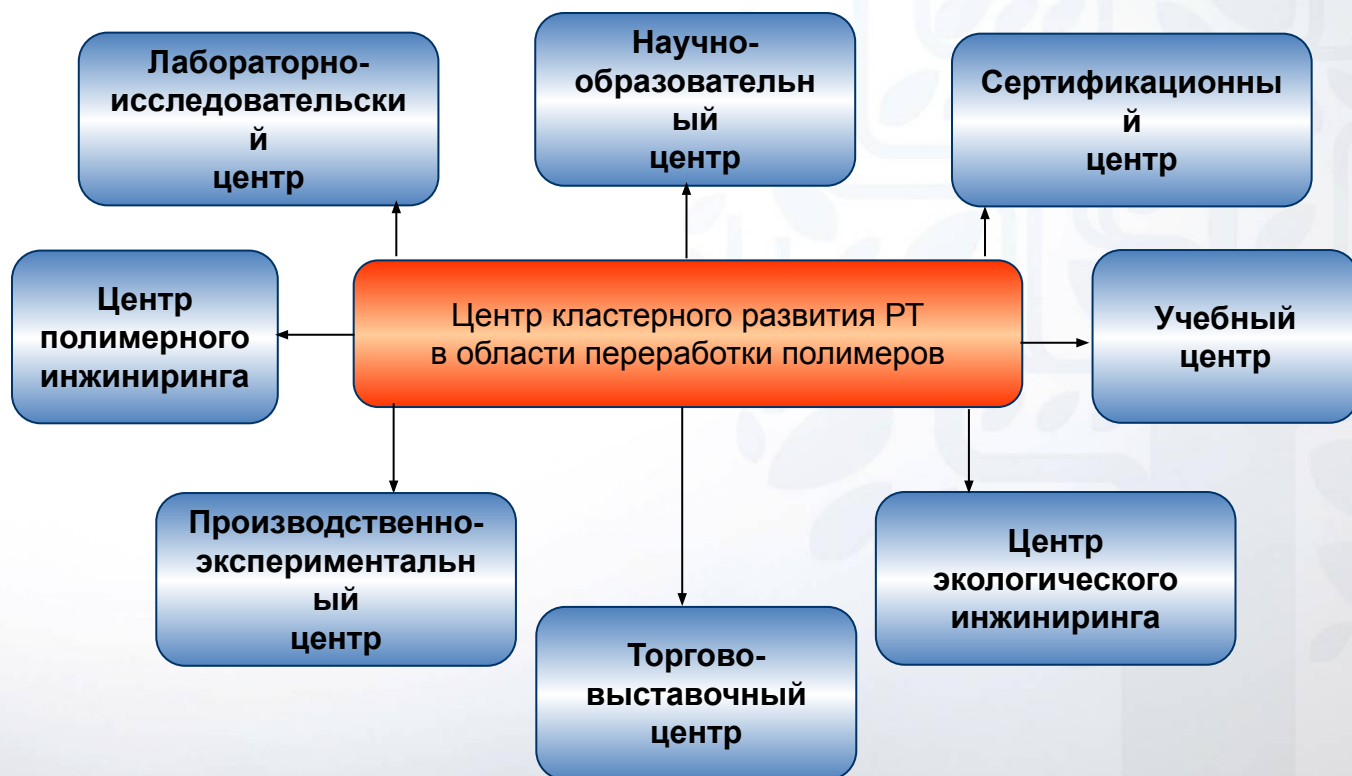 Лабораторно-
исследовательски
й
центр
Научно-
образовательн
ый
центр
Сертификационны
й
центр
Центр
полимерного
инжиниринга
Центр кластерного развития РТ
в области переработки полимеров
Учебный
центр
Производственно-
экспериментальн
ый
центр
Торгово-
выставочный
центр
Центр
экологического
инжиниринга